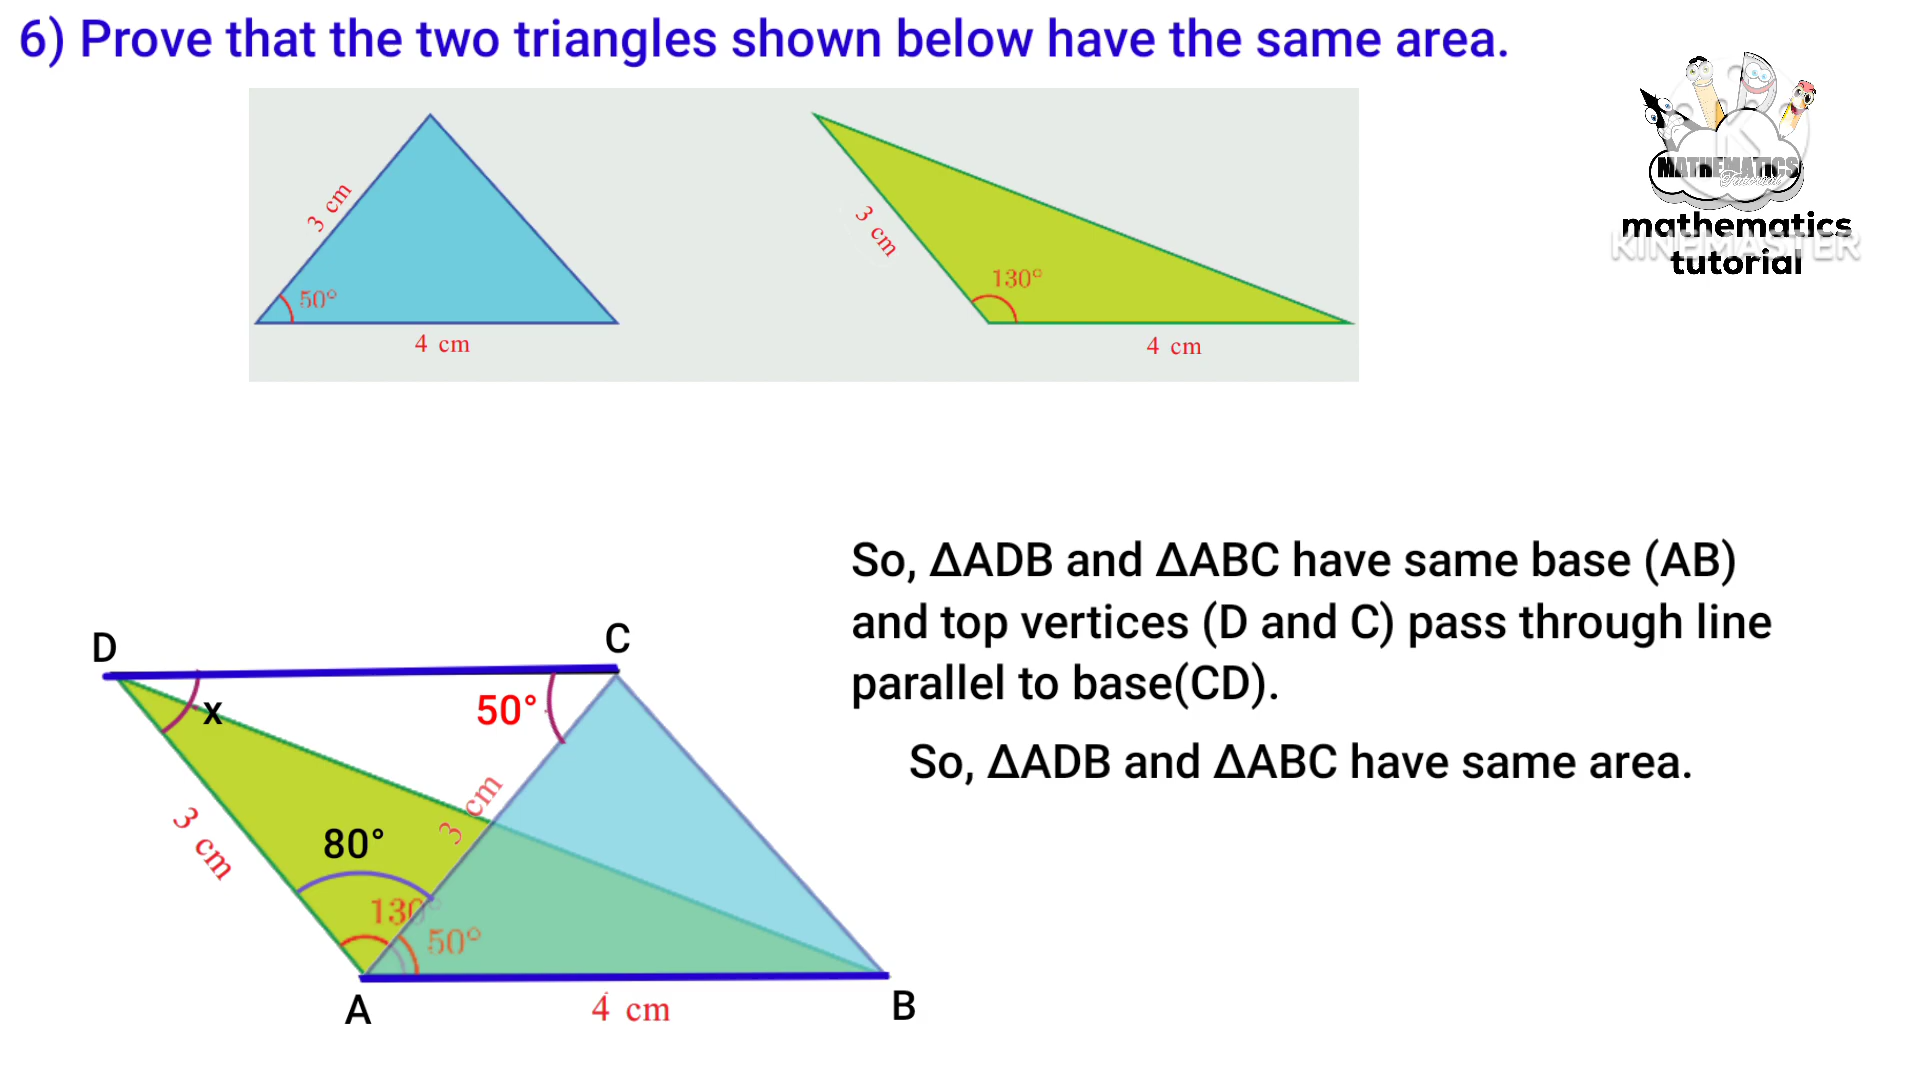 6) Prove that the two triangles shown below have the same area.
MATHEMATICS
Tutorial
mathematics
KINEMASTER
tutorial
3 cm
50°
4 cm
3 cm
130°
4 cm
So, ΔADB and ΔABC have same base (AB)
and top vertices (D and C) pass through line
parallel to base(CD).
So, ΔADB and ΔABC have same area.
D
C
x
50°
3 cm
3 cm
80°
130°
50°
A
4 cm
B